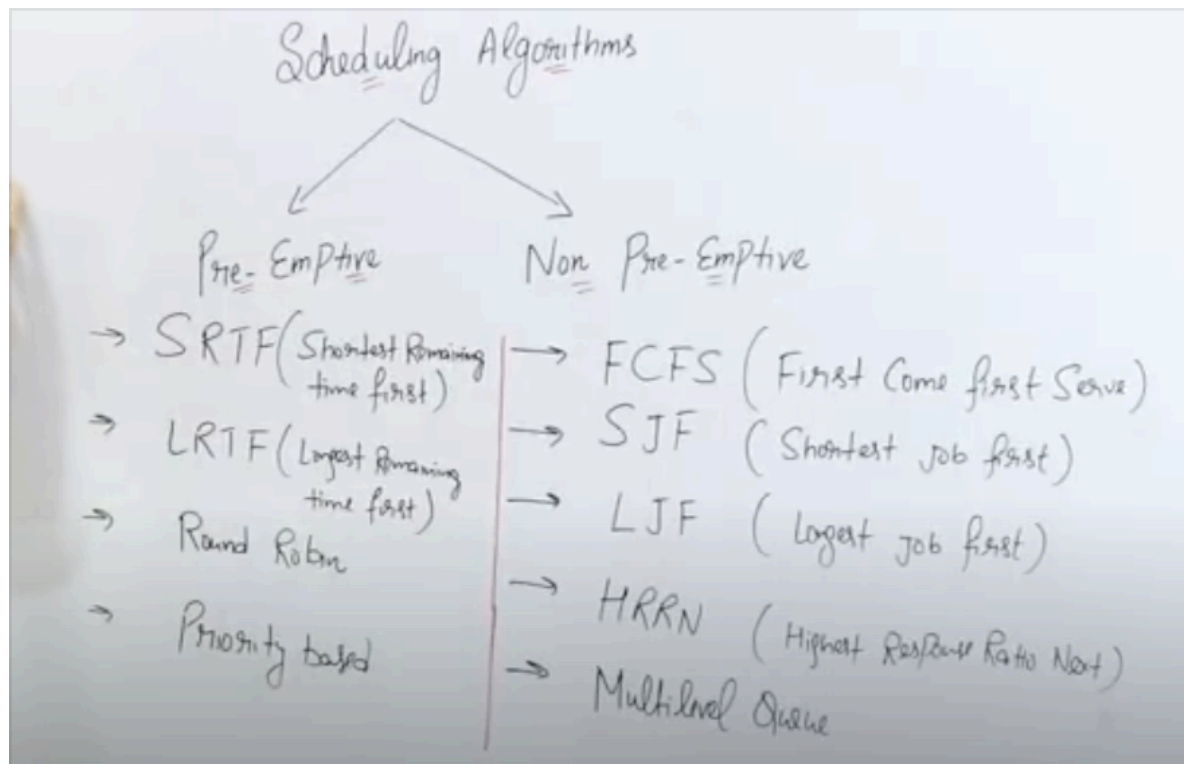 Scheduling Algorithms
Pre-Emptive
→ SRTF (Shortest Remaining
time first)
→ LRTF (Longest Remaining
time first)
→ Round Robin
→ Priority based
Non Pre-Emptive
→ FCFS (First Come first Serve)
→ SJF (Shortest Job first)
→ LJF (Longest Job first)
→ HRRN (Highest Response Ratio Next)
→ Multilevel Queue